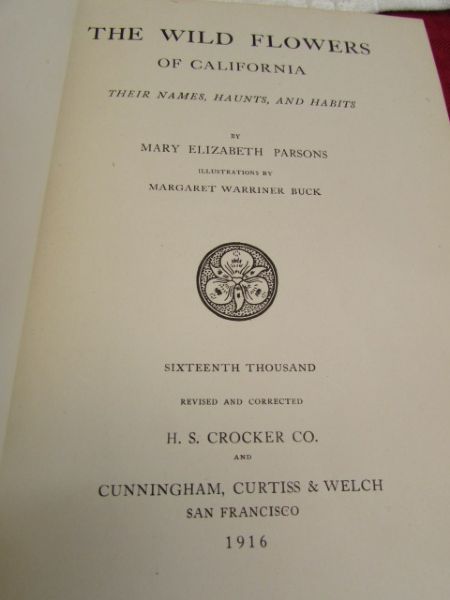 THE WILD FLOWERS
OF CALIFORNIA
THEIR NAMES, HAUNTS, AND HABITS
BY
MARY ELIZABETH PARSONS
ILLUSTRATIONS BY
MARGARET WARRINER BUCK
SIXTEENTH THOUSAND
REVISED AND CORRECTED
H. S. CROCKER CO.
AND
CUNNINGHAM, CURTISS & WELCH
SAN FRANCISCO
1916